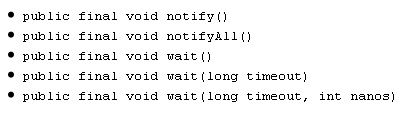 • public final void notify()
• public final void notifyAll()
• public final void wait()
• public final void wait(long timeout)
• public final void wait(long timeout, int nanos)